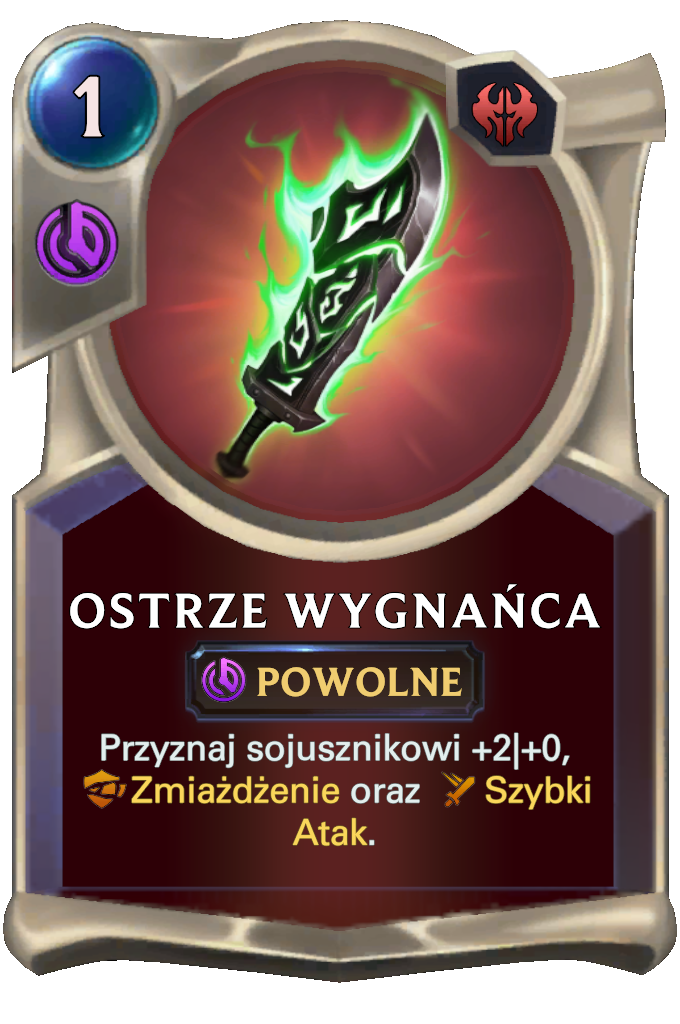 1
OSTRZE WYGNAŃCA
POWOLNE
Przyznaj sojusznikowi +2|+0,
Zmiażdżenie oraz Szybki
Atak.